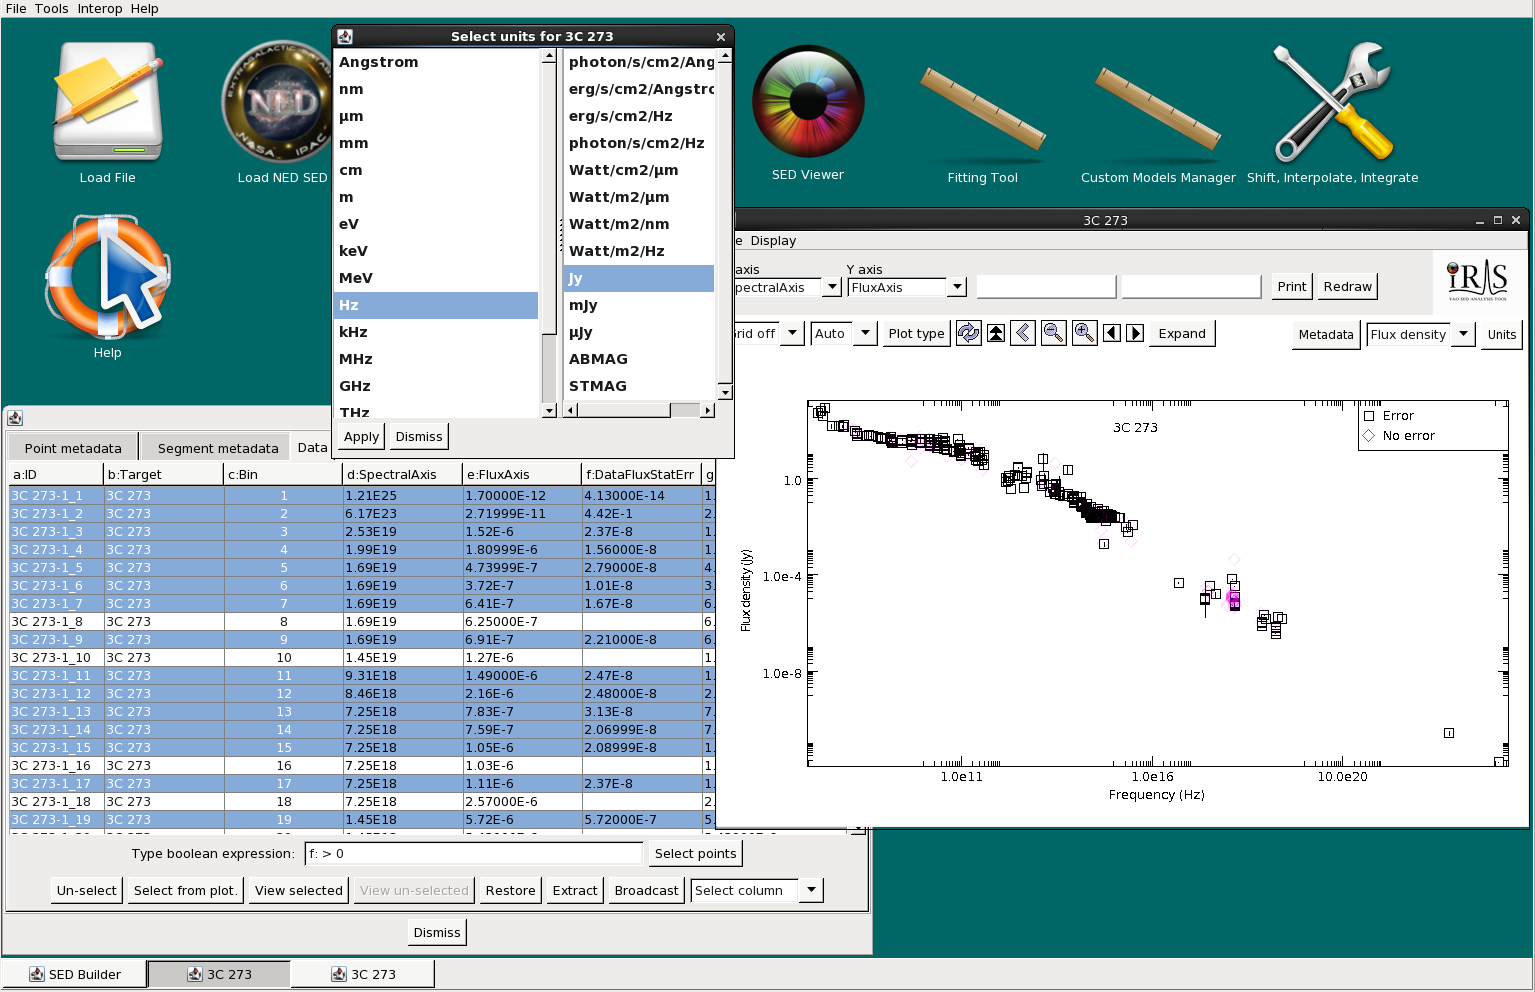 File Tools Interop Help
Load File
Load NED SED
Help
SED Viewer
Fitting Tool
Custom Models Manager
Shift, Interpolate, Integrate
Select units for 3C 273
Angstrom
nm
µm
mm
cm
m
eV
keV
MeV
Hz
kHz
MHz
GHz
THz
photon/s/cm2/Ang
erg/s/cm2/Angstro
erg/s/cm2/Hz
photon/s/cm2/Hz
Watt/cm2/µm
Watt/m2/µm
Watt/m2/nm
Watt/m2/Hz
Jy
mJy
µJy
ABMAG
STMAG
Apply Dismiss
3C 273
e Display
axis Y axis
pectralAxis FluxAxis Print Redraw
IRIS
VAO SED ANALYSIS TOOL
rid off Auto Plot type Expand Metadata Flux density Units
3C 273
Error
No error
1.0
1.0e-4
1.0e-8
Flux density (Jy)
1.0e11 1.0e16 10.0e20
Frequency (Hz)
Point metadata Segment metadata Data
a:ID b:Target c:Bin d:SpectralAxis e:FluxAxis f:DataFluxStatErr g
3C 273-1_1 3C 273 1 1.21E25 1.70000E-12 4.13000E-14 1.
3C 273-1_2 3C 273 2 6.17E23 2.71999E-11 4.42E-1 2.
3C 273-1_3 3C 273 3 2.53E19 1.52E-6 2.37E-8 1.
3C 273-1_4 3C 273 4 1.99E19 1.80999E-6 1.56000E-8 1.
3C 273-1_5 3C 273 5 1.69E19 4.73999E-7 2.79000E-8 4.
3C 273-1_6 3C 273 6 1.69E19 3.72E-7 1.01E-8 3.
3C 273-1_7 3C 273 7 1.69E19 6.41E-7 1.67E-8 6.
3C 273-1_8 3C 273 8 1.69E19 6.25000E-7 6.
3C 273-1_9 3C 273 9 1.69E19 6.91E-7 2.21000E-8 6.
3C 273-1_10 3C 273 10 1.45E19 1.27E-6 1.
3C 273-1_11 3C 273 11 9.31E18 1.49000E-6 2.47E-8 1.
3C 273-1_12 3C 273 12 8.46E18 2.16E-6 2.48000E-8 2.
3C 273-1_13 3C 273 13 7.25E18 7.83E-7 3.13E-8 7.
3C 273-1_14 3C 273 14 7.25E18 7.59E-7 2.06999E-8 7.
3C 273-1_15 3C 273 15 7.25E18 1.05E-6 2.08999E-8 1.
3C 273-1_16 3C 273 16 7.25E18 1.03E-6 1.
3C 273-1_17 3C 273 17 7.25E18 1.11E-6 2.37E-8 1.
3C 273-1_18 3C 273 18 7.25E18 2.57000E-6 2.
3C 273-1_19 3C 273 19 1.45E18 5.72E-6 5.72000E-7 5.
Type boolean expression: f: > 0 Select points
Un-select Select from plot. View selected View un-selected Restore Extract Broadcast Select column
Dismiss
SED Builder 3C 273 3C 273